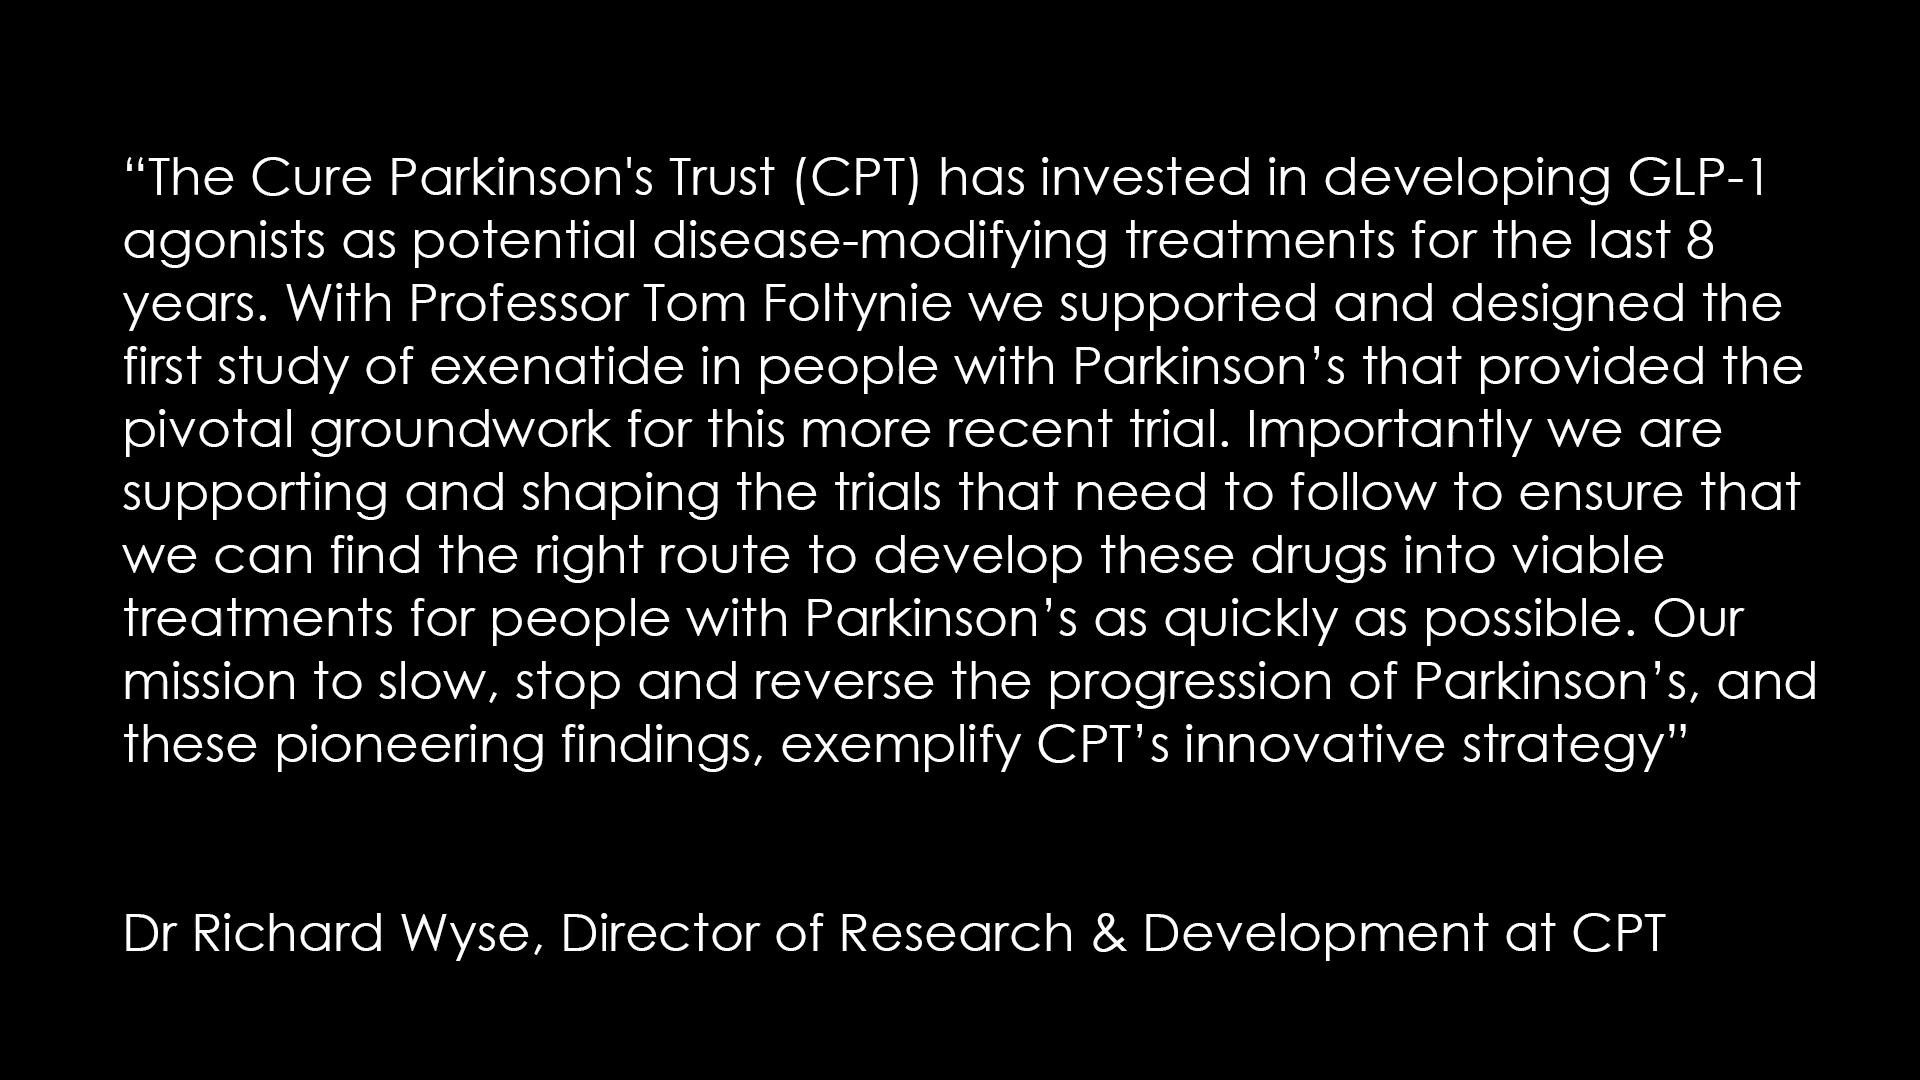 “The Cure Parkinson's Trust (CPT) has invested in developing GLP-1
agonists as potential disease-modifying treatments for the last 8
years. With Professor Tom Foltynie we supported and designed the
first study of exenatide in people with Parkinson’s that provided the
pivotal groundwork for this more recent trial. Importantly we are
supporting and shaping the trials that need to follow to ensure that
we can find the right route to develop these drugs into viable
treatments for people with Parkinson’s as quickly as possible. Our
mission to slow, stop and reverse the progression of Parkinson’s, and
these pioneering findings, exemplify CPT’s innovative strategy”
Dr Richard Wyse, Director of Research & Development at CPT